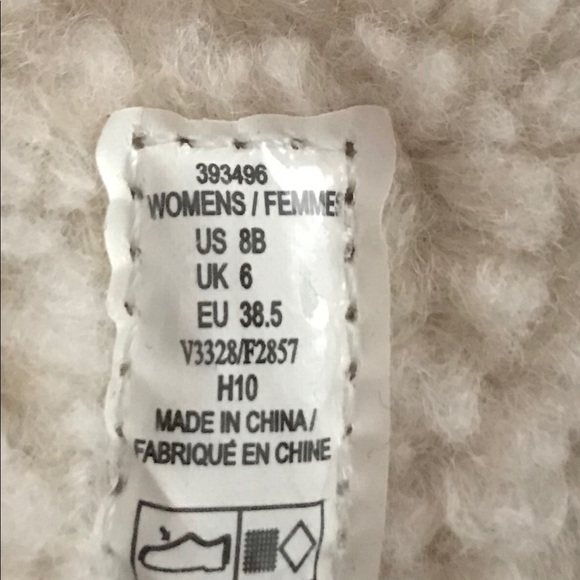 393496
WOMENS / FEMMES
US 8B
UK 6
EU 38.5
V3328/F2857
H10
MADE IN CHINA/
FABRIQUÉ EN CHINE